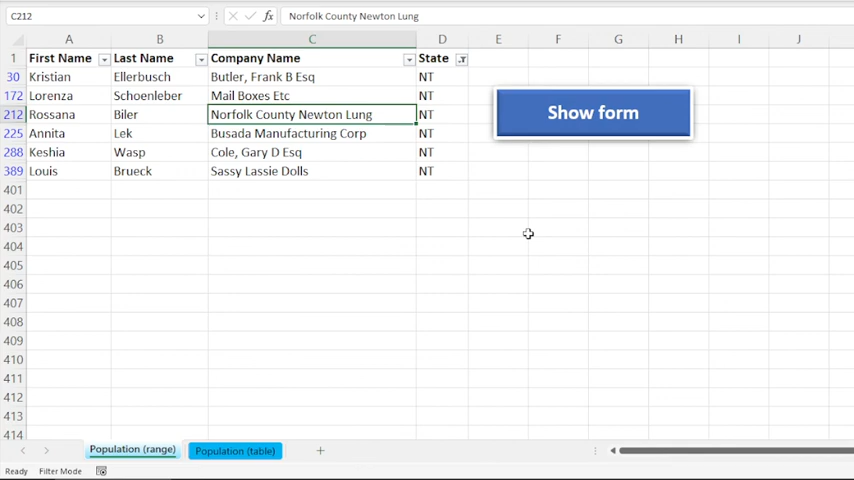 C212 Norfolk County Newton Lung
A B C D E F G H I J
1 First Name Last Name Company Name State
30 Kristian Ellerbusch Butler, Frank B Esq NT
172 Lorenza Schoenleber Mail Boxes Etc NT
212 Rossana Biler Norfolk County Newton Lung NT
225 Annita Lek Busada Manufacturing Corp NT
288 Keshia Wasp Cole, Gary D Esq NT
389 Louis Brueck Sassy Lassie Dolls NT
Show form
401
402
403
404
405
406
407
408
409
410
411
412
413
414
Population (range) Population (table)
Ready Filter Mode